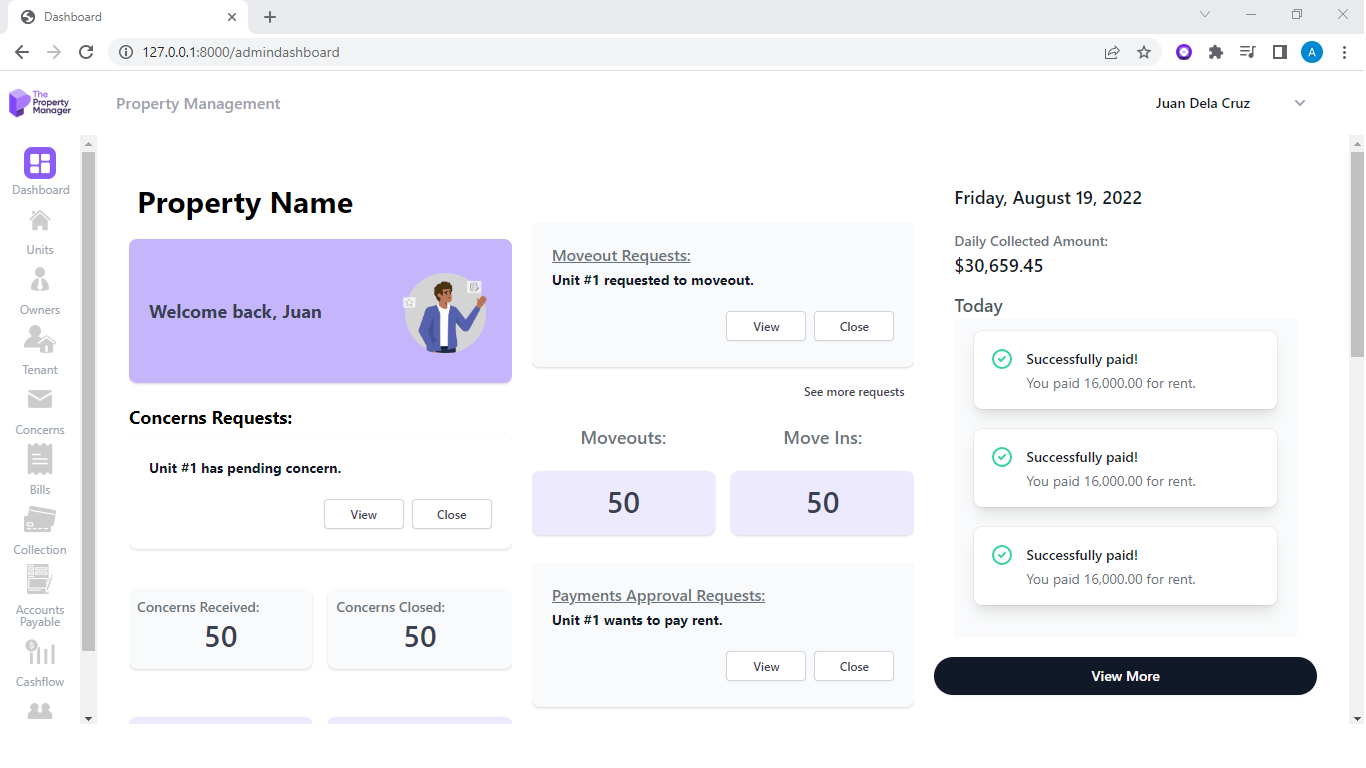 Dashboard
127.0.0.1:8000/admindashboard
A
The
Property
Manager
Property Management
Juan Dela Cruz
Dashboard
Units
Owners
Tenant
Concerns
Bills
Collection
Accounts
Payable
Cashflow
Property Name
Welcome back, Juan
Concerns Requests:
Unit #1 has pending concern.
View
Close
Concerns Received:
50
Concerns Closed:
50
Moveout Requests:
Unit #1 requested to moveout.
View
Close
See more requests
Moveouts:
Move Ins:
50
50
Payments Approval Requests:
Unit #1 wants to pay rent.
View
Close
Friday, August 19, 2022
Daily Collected Amount:
$30,659.45
Today
Successfully paid!
You paid 16,000.00 for rent.
Successfully paid!
You paid 16,000.00 for rent.
Successfully paid!
You paid 16,000.00 for rent.
View More